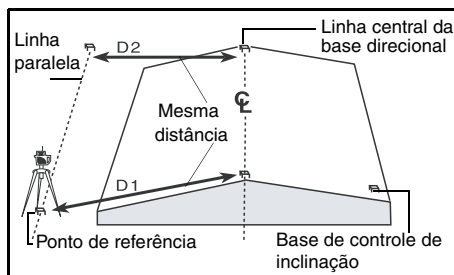 Linha
paralela
D2
Linha central da
base direcional
Mesma
distância
℄
D1
Ponto de referência
Base de controle de
inclinação